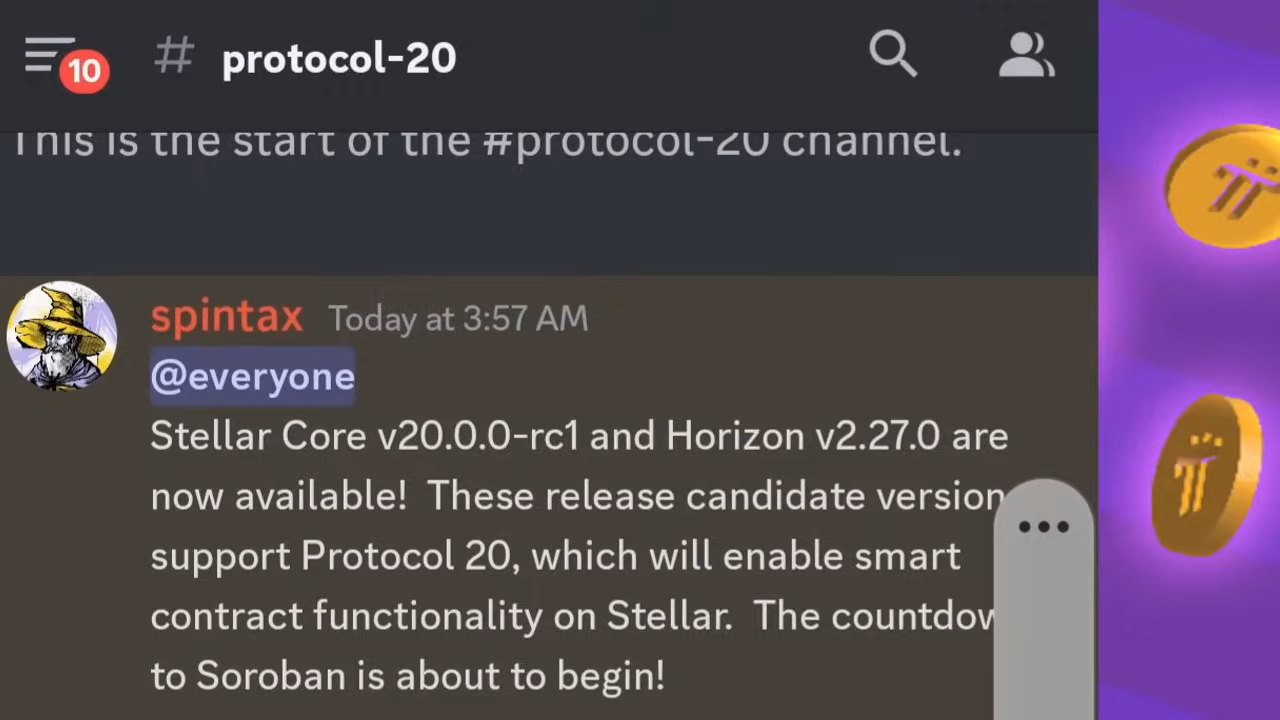 10
# protocol-20
This is the start of the #protocol-20 channel.
spintax Today at 3:57 AM
@everyone
Stellar Core v20.0.0-rc1 and Horizon v2.27.0 are
now available! These release candidate version
support Protocol 20, which will enable smart
contract functionality on Stellar. The countdow
to Soroban is about to begin!